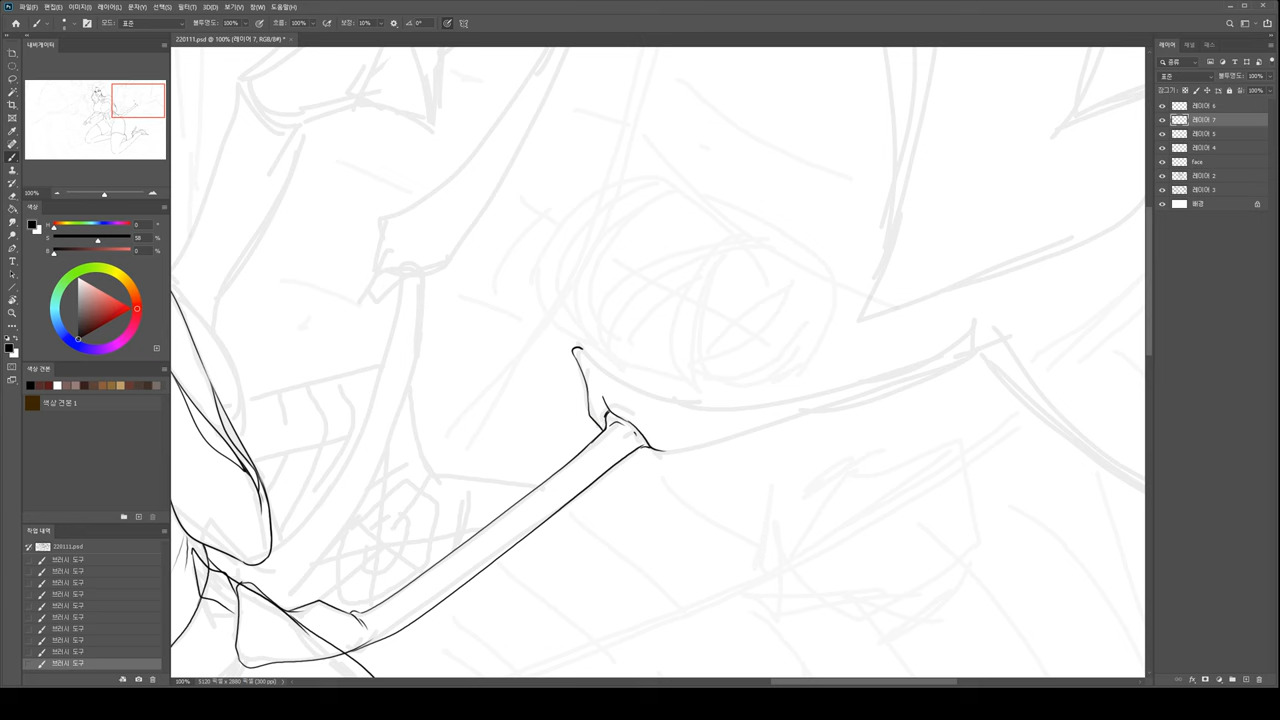 파일(F) 편집(E) 이미지(I) 레이어(L) 문자(Y) 선택(S) 필터(T) 3D(D) 보기(V) 창(W) 도움말(H)
8 모드: 표준 불투명도: 100% 흐름: 100% 보정: 10% 0°
220111.psd @ 100% (레이어 7, RGB/8#) *
내비게이터
100%
색상
H 0 °
S 58 %
B 0 %
색상 견본
색상 견본 1
작업 내역
220111.psd
브러시 도구
브러시 도구
브러시 도구
브러시 도구
브러시 도구
브러시 도구
브러시 도구
브러시 도구
브러시 도구
브러시 도구
100% 5120 픽셀 x 2880 픽셀 (300 ppi)
레이어 채널 패스
종류
표준 불투명도: 100%
잠그기: 칠: 100%
레이어 6
레이어 7
레이어 5
레이어 4
Face
레이어 2
레이어 3
배경